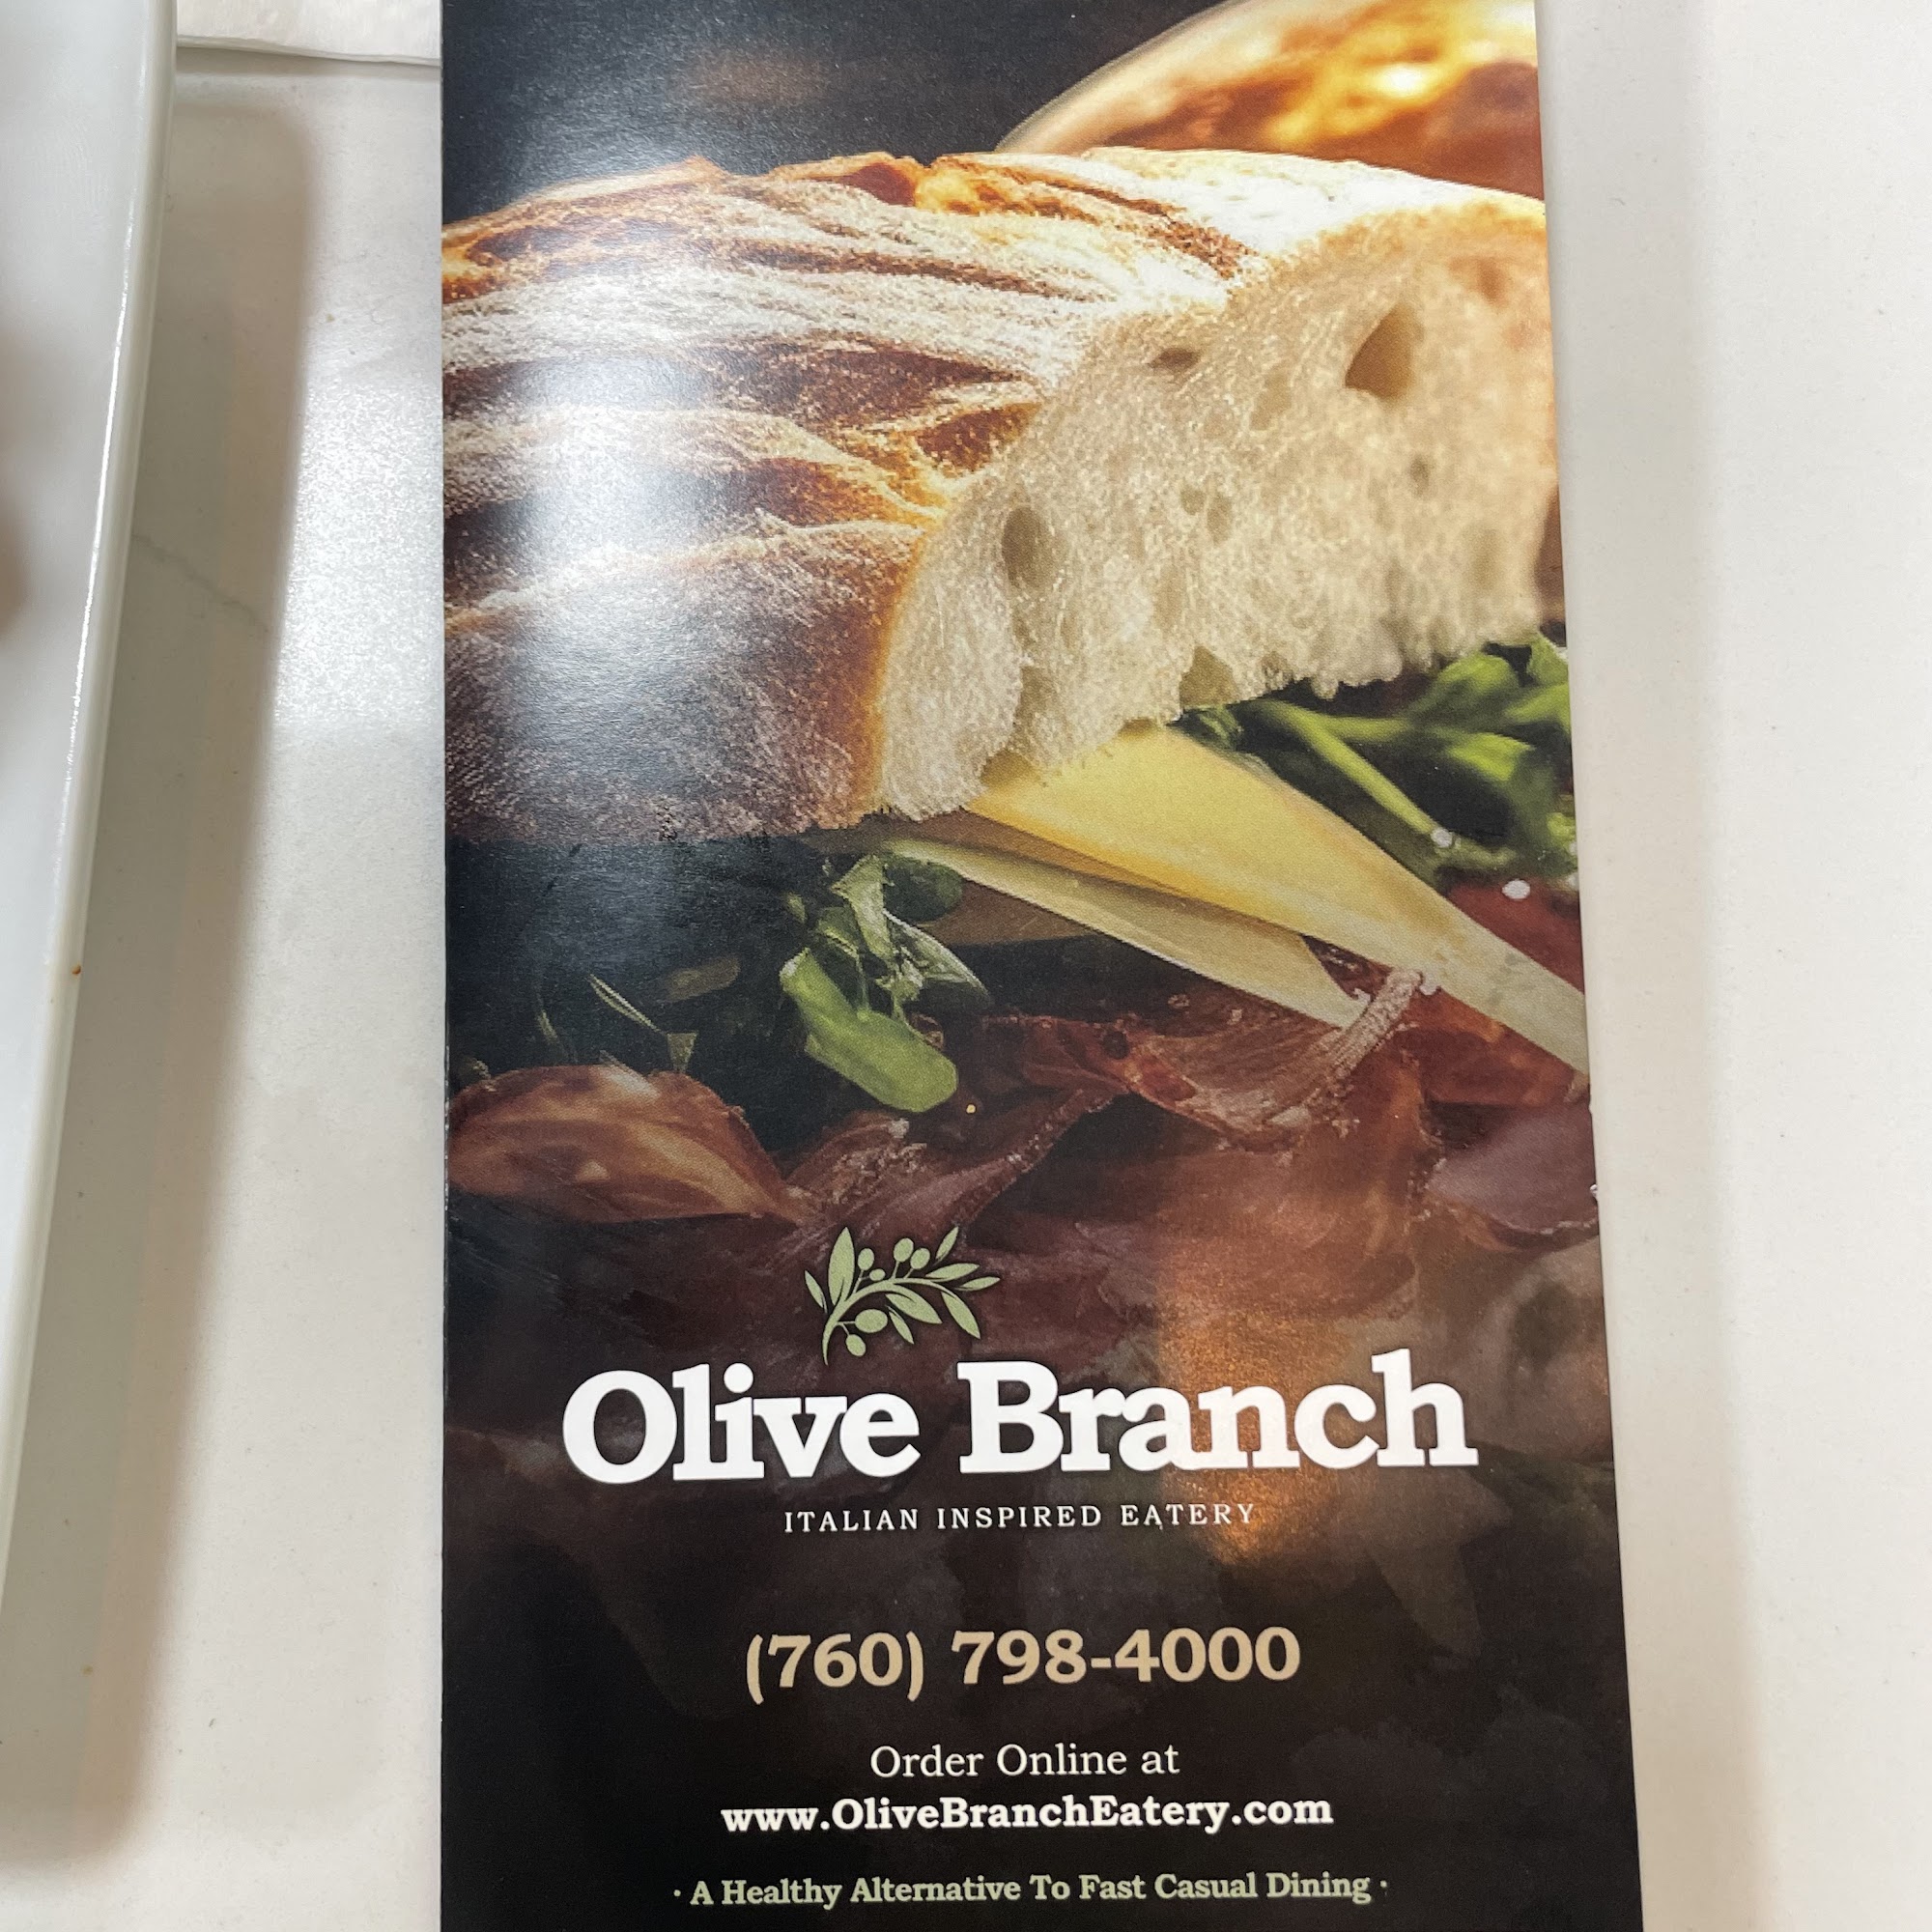 Olive Branch
ITALIAN INSPIRED EATERY
(760) 798-4000
Order Online at
www.OliveBranchEatery.com
· A Healthy Alternative To Fast Casual Dining ·